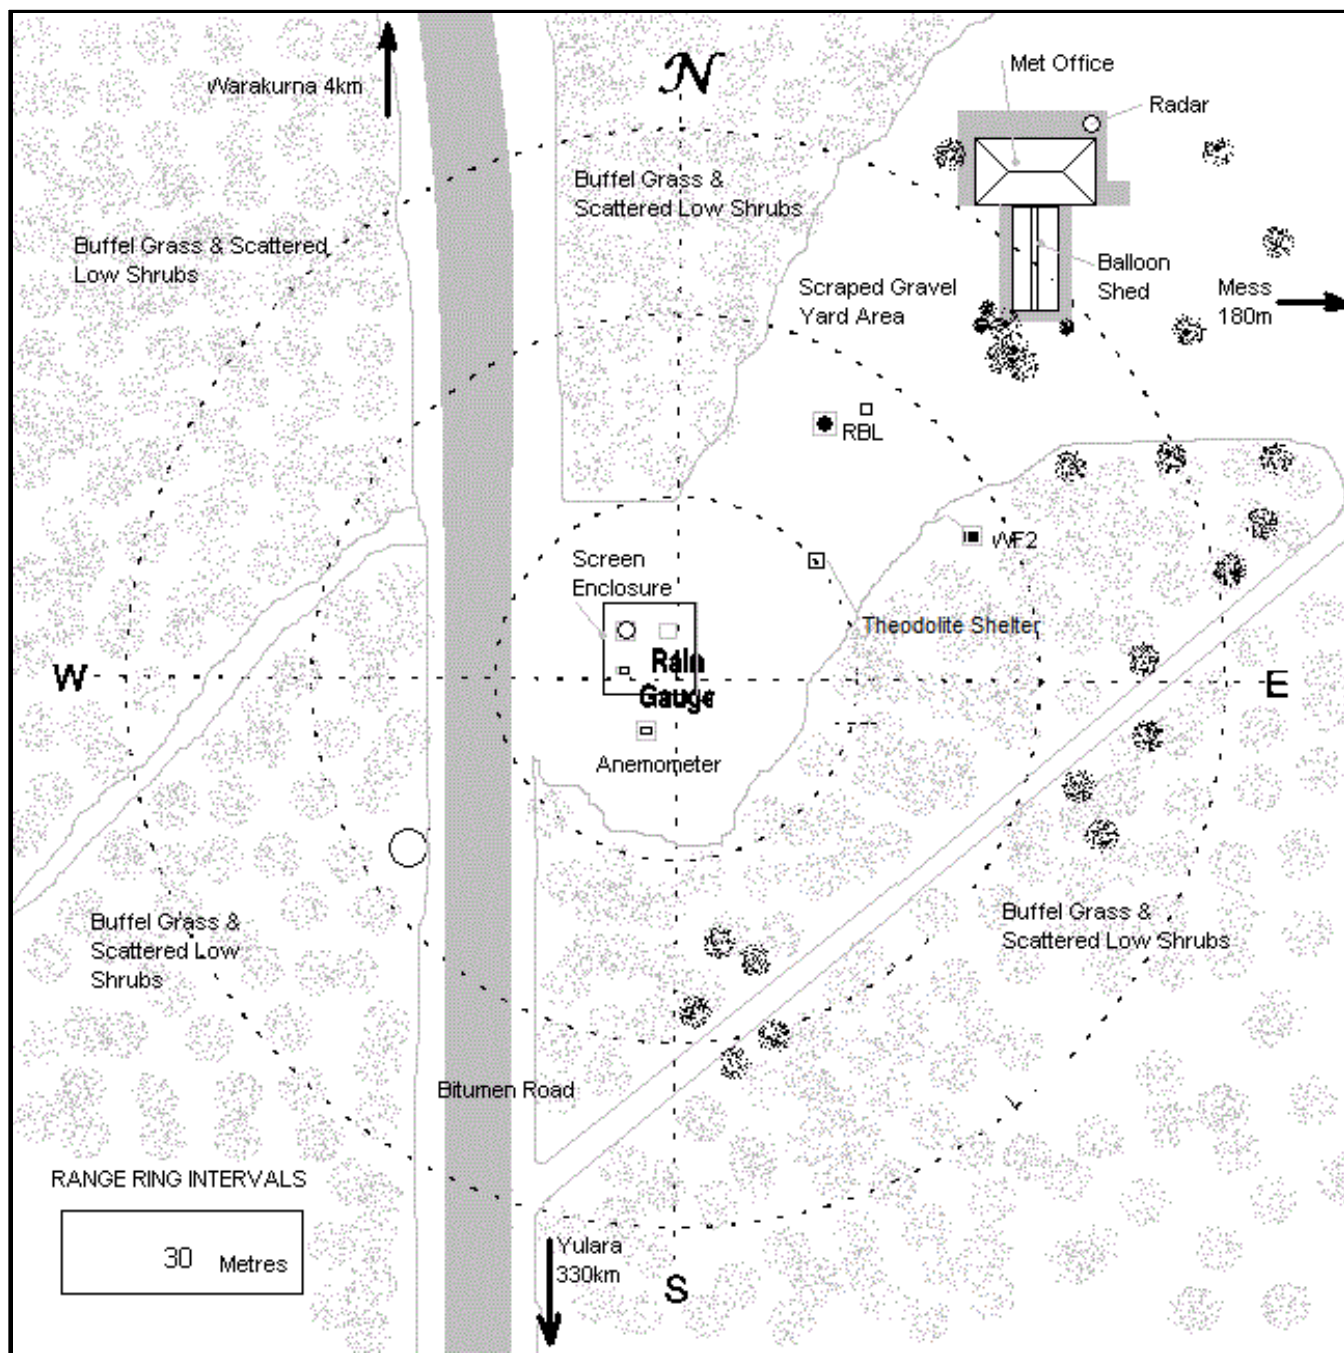 N
Warakurna 4km
Met Office
Radar
Buffel Grass &
Scattered Low Shrubs
Buffel Grass & Scattered
Low Shrubs
Balloon
Shed
Scraped Gravel
Yard Area
Mess
180m
RBL
WF2
Screen
Enclosure
Theodolite Shelter
Rain
Gauge
W
E
Anemometer
Buffel Grass &
Scattered Low
Shrubs
Buffel Grass &
Scattered Low Shrubs
Bitumen Road
RANGE RING INTERVALS
30 Metres
Yulara
330km
S